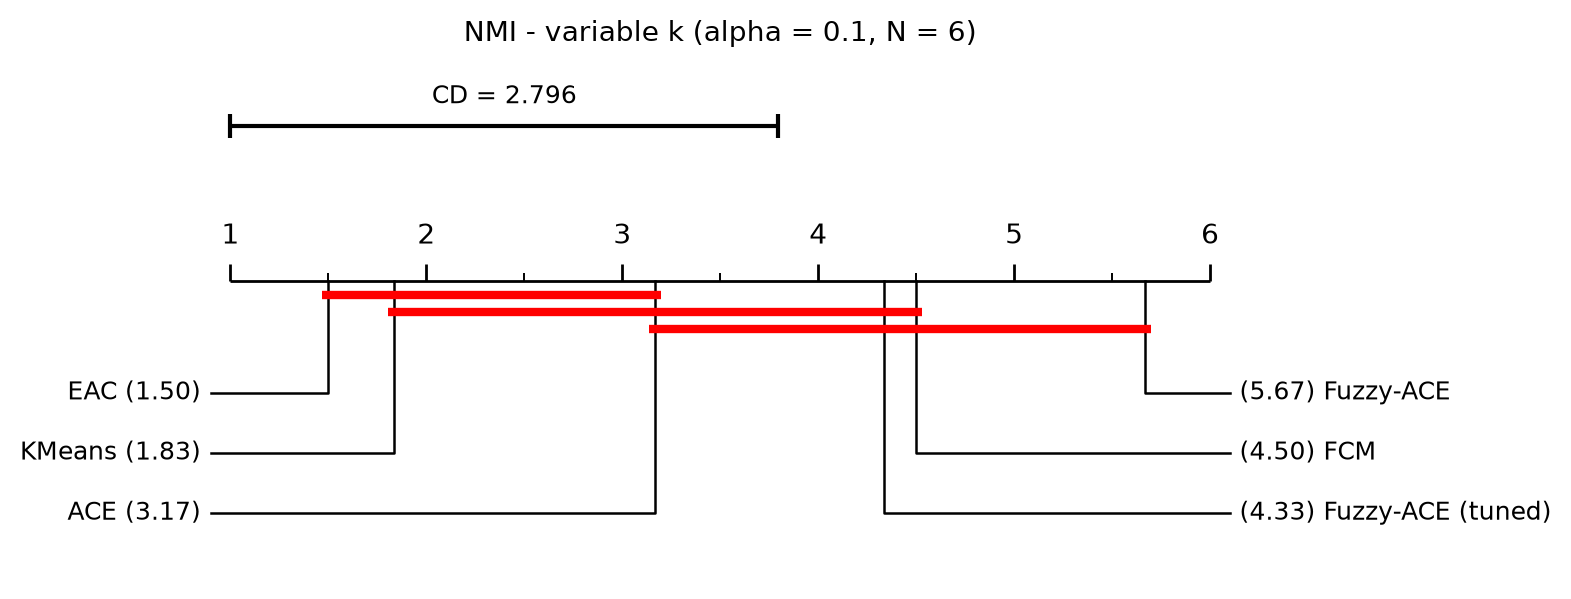 NMI - variable k (alpha = 0.1, N = 6)
CD = 2.796
1 2 3 4 5 6
EAC (1.50) (5.67) Fuzzy-ACE
KMeans (1.83) (4.50) FCM
ACE (3.17) (4.33) Fuzzy-ACE (tuned)